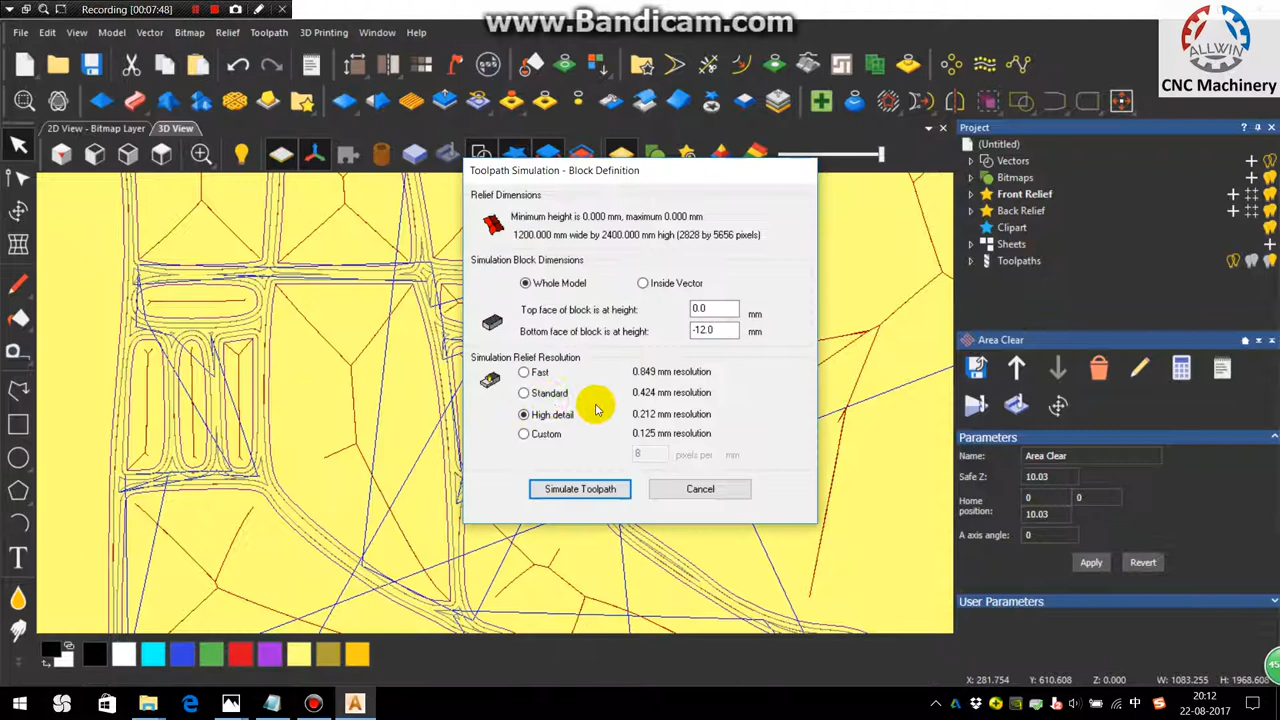 Recording [00:07:48]
www.Bandicam.com
ALLWIN
CNC Machinery
File Edit View Model Vector Bitmap Relief Toolpath 3D Printing Window Help
2D View - Bitmap Layer 3D View
Toolpath Simulation - Block Definition
Relief Dimensions
Minimum height is 0.000 mm, maximum 0.000 mm
1200.000 mm wide by 2400.000 mm high (2828 by 5656 pixels)
Simulation Block Dimensions
Whole Model Inside Vector
Top face of block is at height: 0.0 mm
Bottom face of block is at height: -12.0 mm
Simulation Relief Resolution
Fast 0.849 mm resolution
Standard 0.424 mm resolution
High detail 0.212 mm resolution
Custom 0.125 mm resolution
8 pixels per mm
Simulate Toolpath Cancel
Project
(Untitled)
Vectors
Bitmaps
Front Relief
Back Relief
Clipart
Sheets
Toolpaths
Area Clear
Parameters
Name: Area Clear
Safe Z: 10.03
Home position: 0 0
10.03
A axis angle: 0
Apply Revert
User Parameters
X: 281.754 Y: 610.608 Z: 0.000 W: 1083.255 H: 1968.608
45
中
20:12
22-08-2017